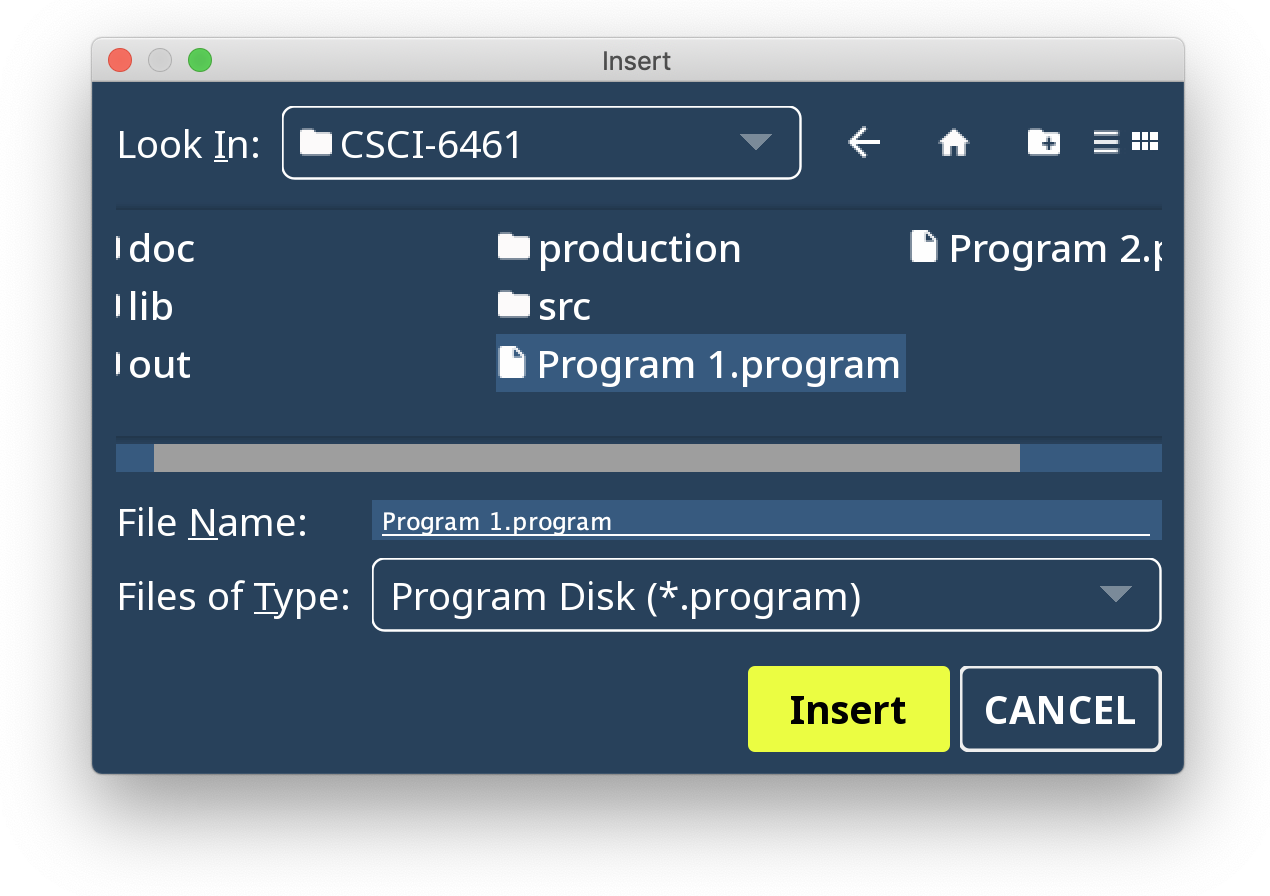 Insert
Look In: CSCI-6461
doc production Program 2.p
lib src
out Program 1.program
File Name: Program 1.program
Files of Type: Program Disk (*.program)
Insert CANCEL